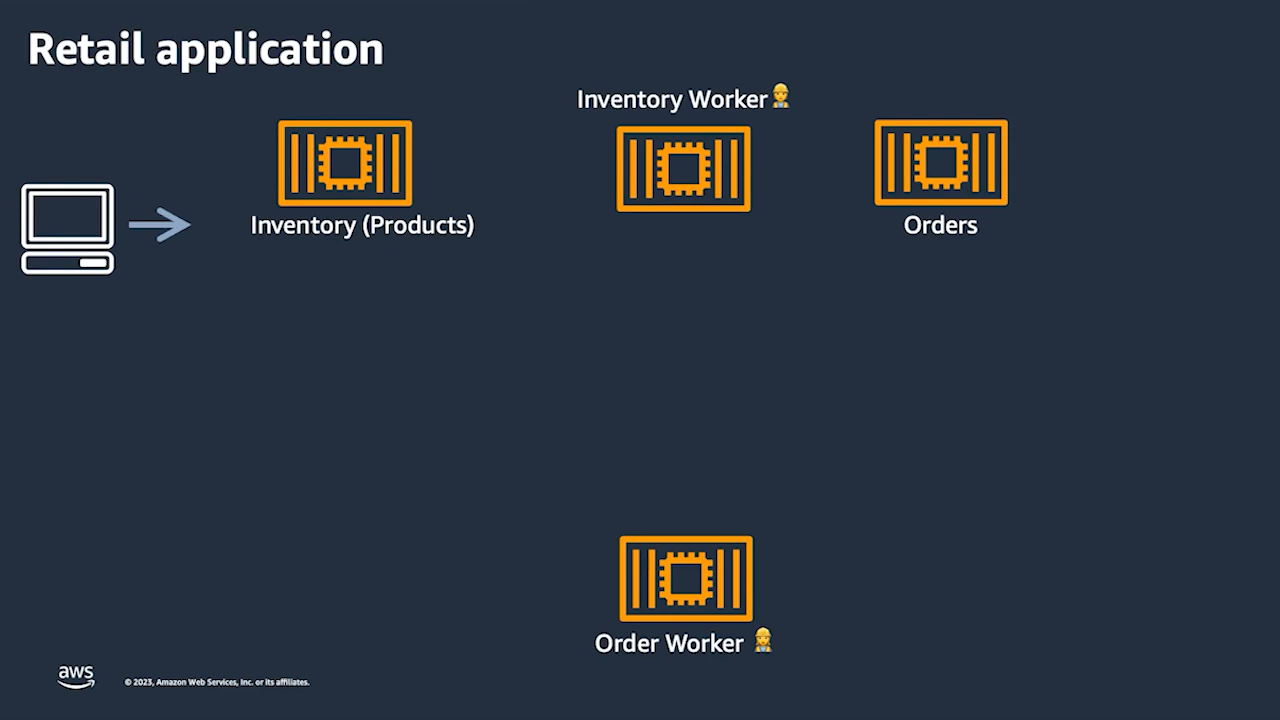 Retail application
Inventory Worker
Inventory (Products)
Orders
Order Worker
aws
© 2023, Amazon Web Services, Inc. or its affiliates.